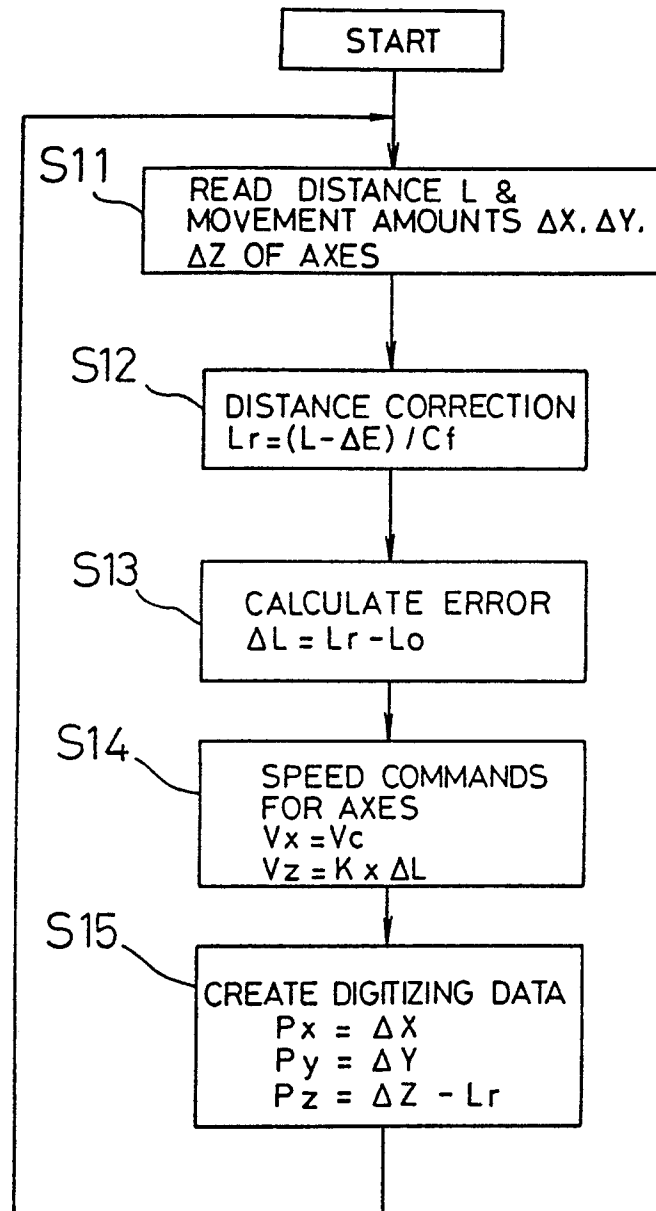 START
S11
READ DISTANCE L &
MOVEMENT AMOUNTS ΔX, ΔY,
ΔZ OF AXES
S12
DISTANCE CORRECTION
Lr=(L-ΔE)/Cf
S13
CALCULATE ERROR
ΔL = Lr - Lo
S14
SPEED COMMANDS
FOR AXES
Vx = Vc
Vz = K x ΔL
S15
CREATE DIGITIZING DATA
Px = ΔX
Py = ΔY
Pz = ΔZ - Lr